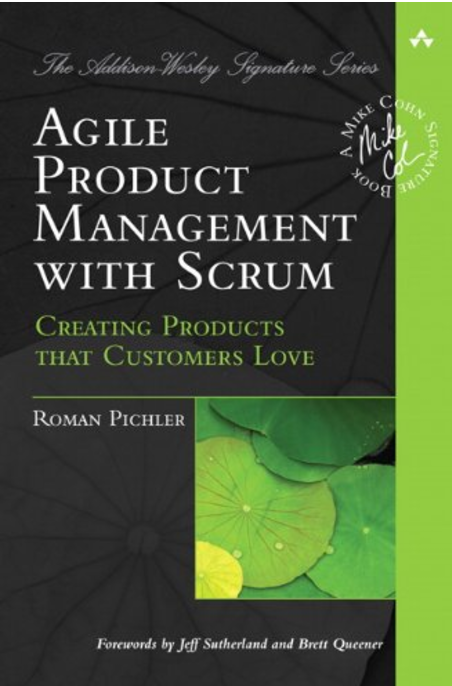 The Addison-Wesley Signature Series
A MIKE COHN SIGNATURE BOOK
Mike Cohn
AGILE
PRODUCT
MANAGEMENT
WITH SCRUM
CREATING PRODUCTS
THAT CUSTOMERS LOVE
ROMAN PICHLER
Forewords by Jeff Sutherland and Brett Queener